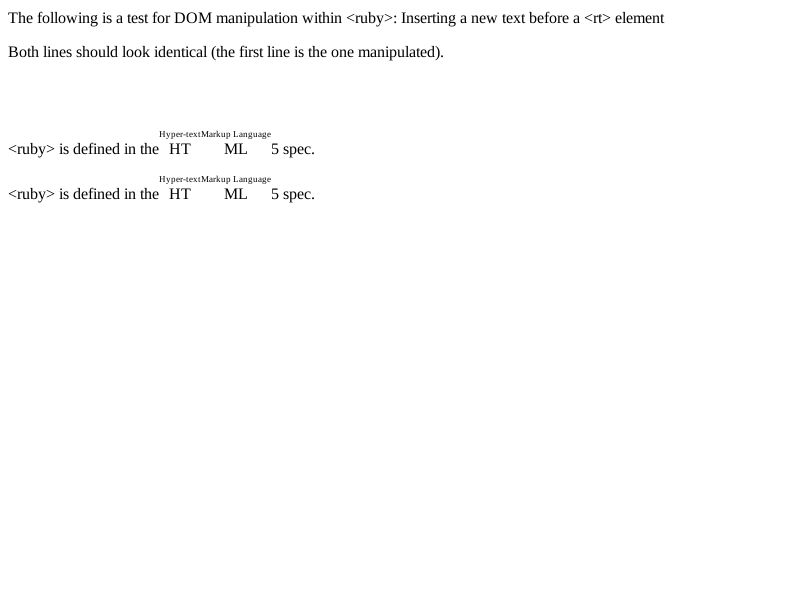 The following is a test for DOM manipulation within <ruby>: Inserting a new text before a <rt> element
Both lines should look identical (the first line is the one manipulated).
Hyper-textMarkup Language
<ruby> is defined in the HT ML 5 spec.
Hyper-textMarkup Language
<ruby> is defined in the HT ML 5 spec.